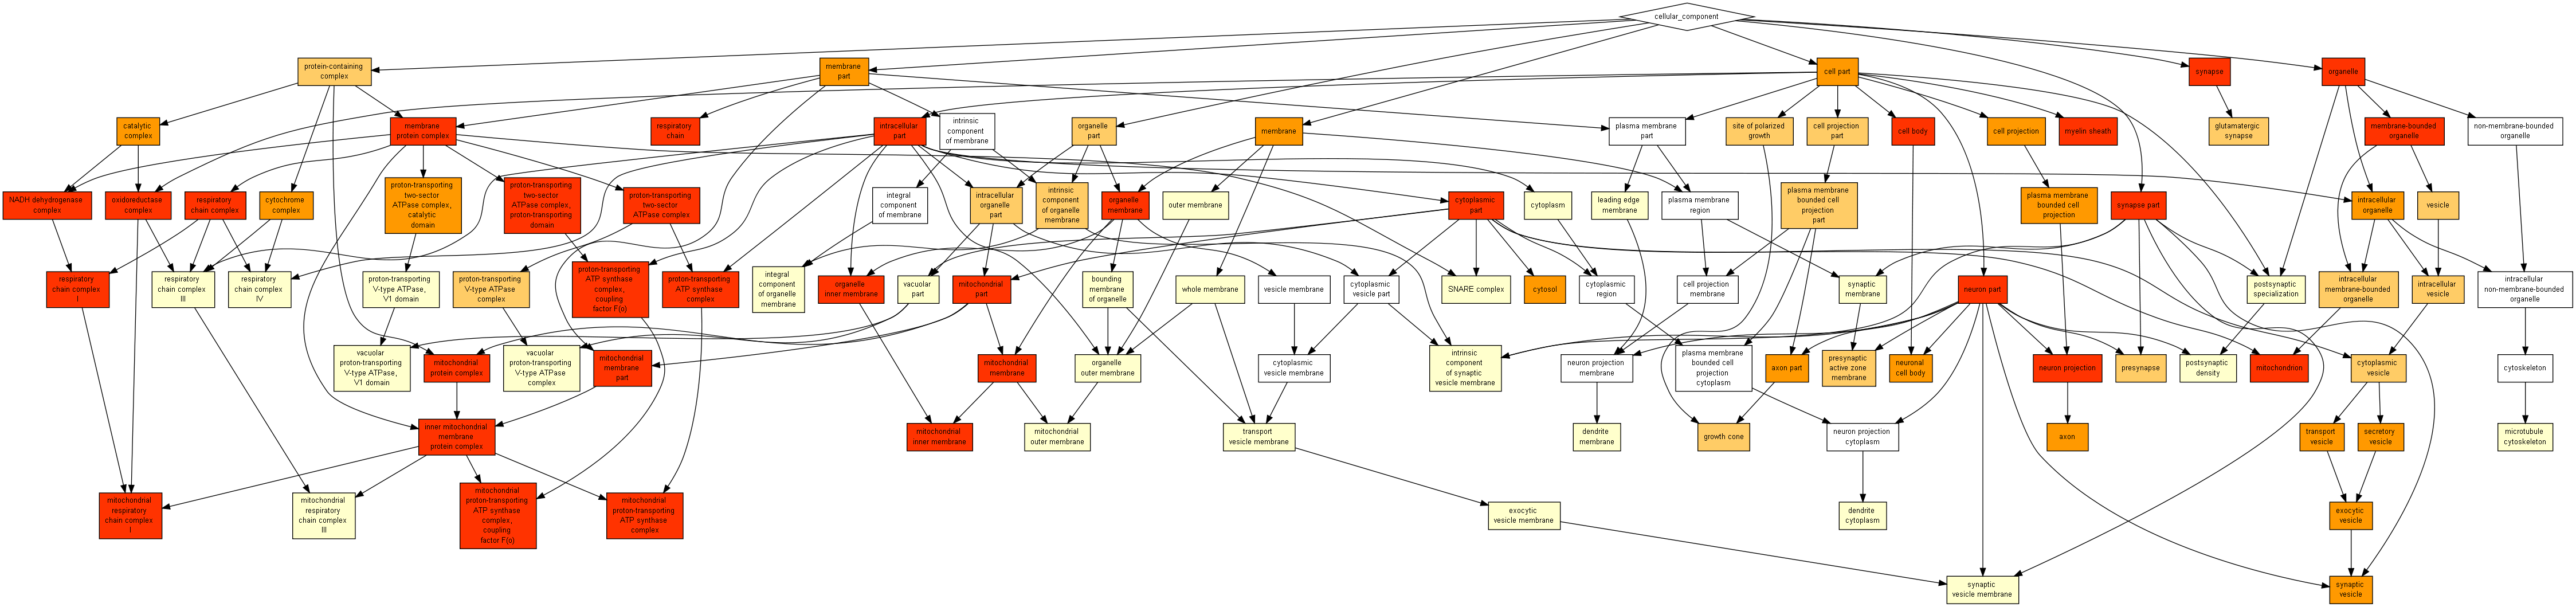 cellular_component
protein-containing
complex
membrane
part
cell part
synapse
organelle
catalytic
complex
membrane
protein complex
respiratory
chain
intracellular
part
intrinsic
component
of membrane
organelle
part
membrane
plasma membrane
part
site of polarized
growth
cell projection
part
cell body
cell projection
myelin sheath
glutamatergic
synapse
membrane-bounded
organelle
non-membrane-bounded
organelle
NADH dehydrogenase
complex
oxidoreductase
complex
respiratory
chain complex
cytochrome
complex
proton-transporting
two-sector
ATPase complex,
catalytic
domain
proton-transporting
two-sector
ATPase complex,
proton-transporting
domain
proton-transporting
two-sector
ATPase complex
integral
component
of membrane
intracellular
organelle
part
intrinsic
component
of organelle
membrane
organelle
membrane
outer membrane
cytoplasmic
part
cytoplasm
leading edge
membrane
plasma membrane
region
plasma membrane
bounded cell
projection
part
plasma membrane
bounded cell
projection
synapse part
intracellular
organelle
vesicle
respiratory
chain complex
I
respiratory
chain complex
III
respiratory
chain complex
IV
proton-transporting
V-type ATPase,
V1 domain
proton-transporting
V-type ATPase
complex
proton-transporting
ATP synthase
complex,
coupling
factor F(o)
proton-transporting
ATP synthase
complex
integral
component
of organelle
membrane
organelle
inner membrane
vacuolar
part
mitochondrial
part
bounding
membrane
of organelle
whole membrane
vesicle membrane
cytoplasmic
vesicle part
SNARE complex
cytosol
cytoplasmic
region
cell projection
membrane
synaptic
membrane
neuron part
postsynaptic
specialization
intracellular
membrane-bounded
organelle
intracellular
vesicle
intracellular
non-membrane-bounded
organelle
vacuolar
proton-transporting
V-type ATPase,
V1 domain
mitochondrial
protein complex
vacuolar
proton-transporting
V-type ATPase
complex
mitochondrial
membrane
part
mitochondrial
membrane
organelle
outer membrane
cytoplasmic
vesicle membrane
intrinsic
component
of synaptic
vesicle membrane
neuron projection
membrane
plasma membrane
bounded cell
projection
cytoplasm
axon part
presynaptic
active zone
membrane
neuronal
cell body
neuron projection
presynapse
postsynaptic
density
mitochondrion
cytoplasmic
vesicle
cytoskeleton
inner mitochondrial
membrane
protein complex
mitochondrial
inner membrane
mitochondrial
outer membrane
transport
vesicle membrane
dendrite
membrane
growth cone
neuron projection
cytoplasm
axon
transport
vesicle
secretory
vesicle
microtubule
cytoskeleton
mitochondrial
respiratory
chain complex
I
mitochondrial
respiratory
chain complex
III
mitochondrial
proton-transporting
ATP synthase
complex,
coupling
factor F(o)
mitochondrial
proton-transporting
ATP synthase
complex
exocytic
vesicle membrane
dendrite
cytoplasm
exocytic
vesicle
synaptic
vesicle membrane
synaptic
vesicle